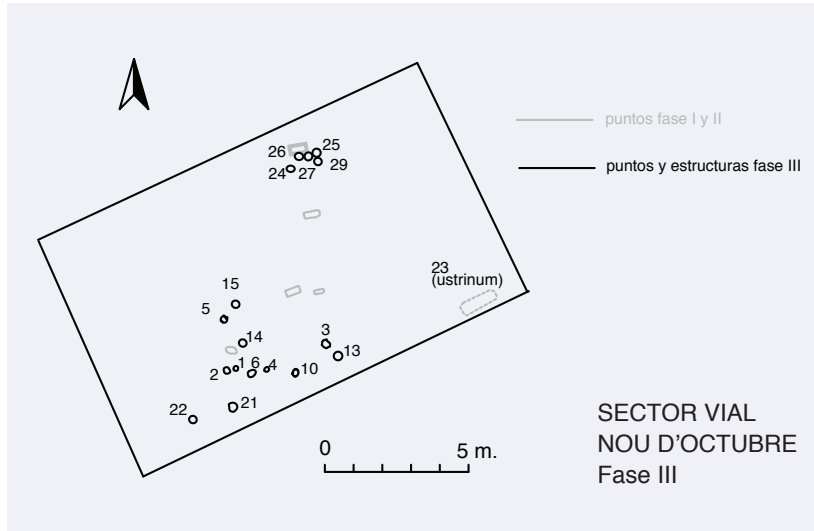 puntos fase I y II
puntos y estructuras fase III
26
25
24
27
29
23
(ustrinum)
15
5
14
3
13
2
1
6
4
10
22
21
0
5 m.
SECTOR VIAL
NOU D'OCTUBRE
Fase III